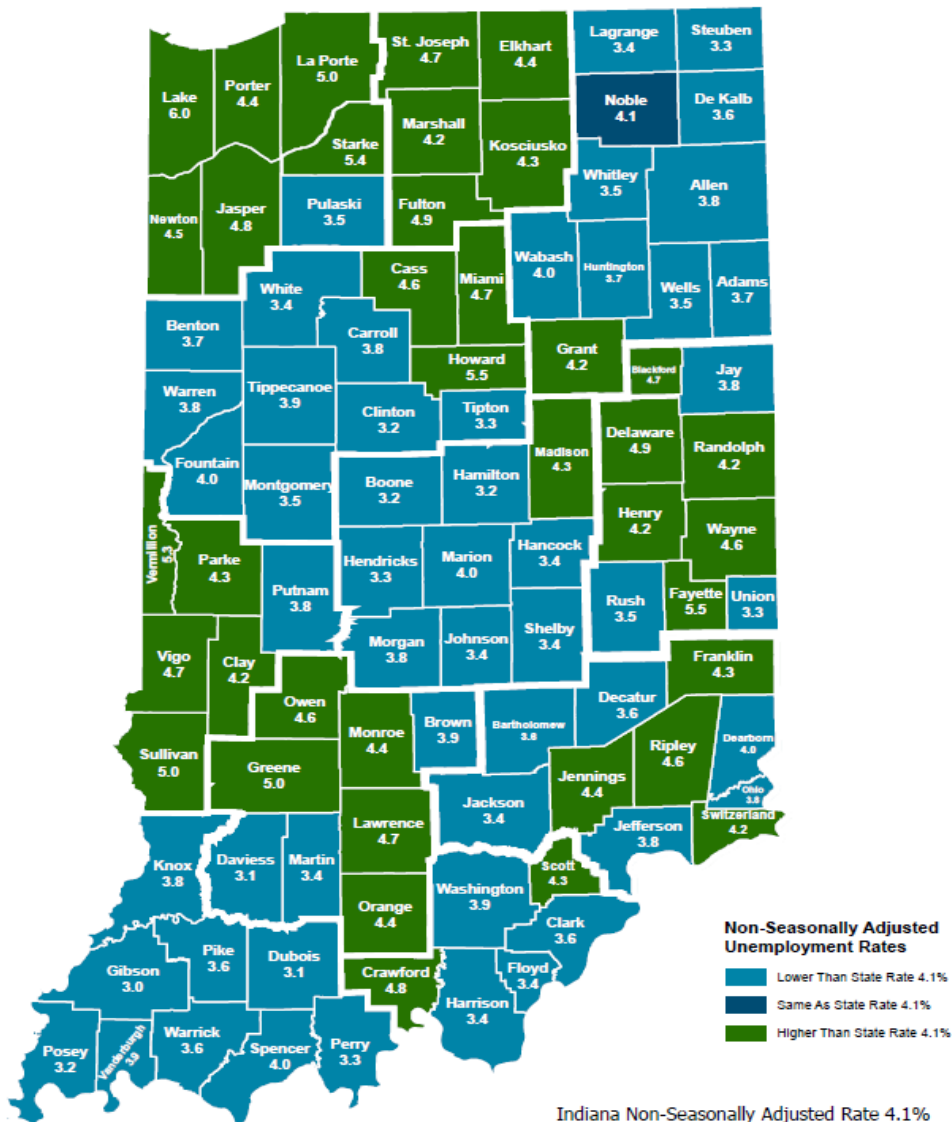 Lagrange
3.4
Steuben
3.3
St. Joseph
4.7
Elkhart
4.4
La Porte
5.0
Porter
4.4
Lake
6.0
Noble
4.1
De Kalb
3.6
Marshall
4.2
Kosciusko
4.3
Starke
5.4
Whitley
3.5
Allen
3.8
Pulaski
3.5
Fulton
4.9
Jasper
4.8
Newton
4.5
Wabash
4.0
Huntington
3.7
Wells
3.5
Adams
3.7
White
3.4
Cass
4.6
Miami
4.7
Benton
3.7
Carroll
3.8
Howard
5.5
Grant
4.2
Blackford
4.7
Jay
3.8
Warren
3.8
Tippecanoe
3.9
Clinton
3.2
Tipton
3.3
Madison
4.3
Delaware
4.9
Randolph
4.2
Fountain
4.0
Montgomery
3.5
Boone
3.2
Hamilton
3.2
Henry
4.2
Wayne
4.6
Vermillion
5.3
Parke
4.3
Putnam
3.8
Hendricks
3.3
Marion
4.0
Hancock
3.4
Rush
3.5
Fayette
5.5
Union
3.3
Vigo
4.7
Clay
4.2
Morgan
3.8
Johnson
3.4
Shelby
3.4
Franklin
4.3
Owen
4.6
Monroe
4.4
Brown
3.9
Bartholomew
Decatur
3.6
Dearborn
4.0
Sullivan
5.0
Greene
5.0
Jennings
4.4
Ripley
4.6
Ohio
Jackson
3.4
Switzerland
4.2
Jefferson
3.8
Lawrence
4.7
Knox
3.8
Daviess
3.1
Martin
3.4
Scott
4.3
Washington
3.9
Orange
4.4
Clark
3.6
Pike
3.6
Dubois
3.1
Gibson
3.0
Crawford
4.8
Floyd
3.4
Harrison
3.4
Posey
3.2
Vanderburgh
Warrick
3.6
Spencer
4.0
Perry
3.3
Non-Seasonally Adjusted
Unemployment Rates
Lower Than State Rate 4.1%
Same As State Rate 4.1%
Higher Than State Rate 4.1%
Indiana Non-Seasonally Adjusted Rate 4.1%